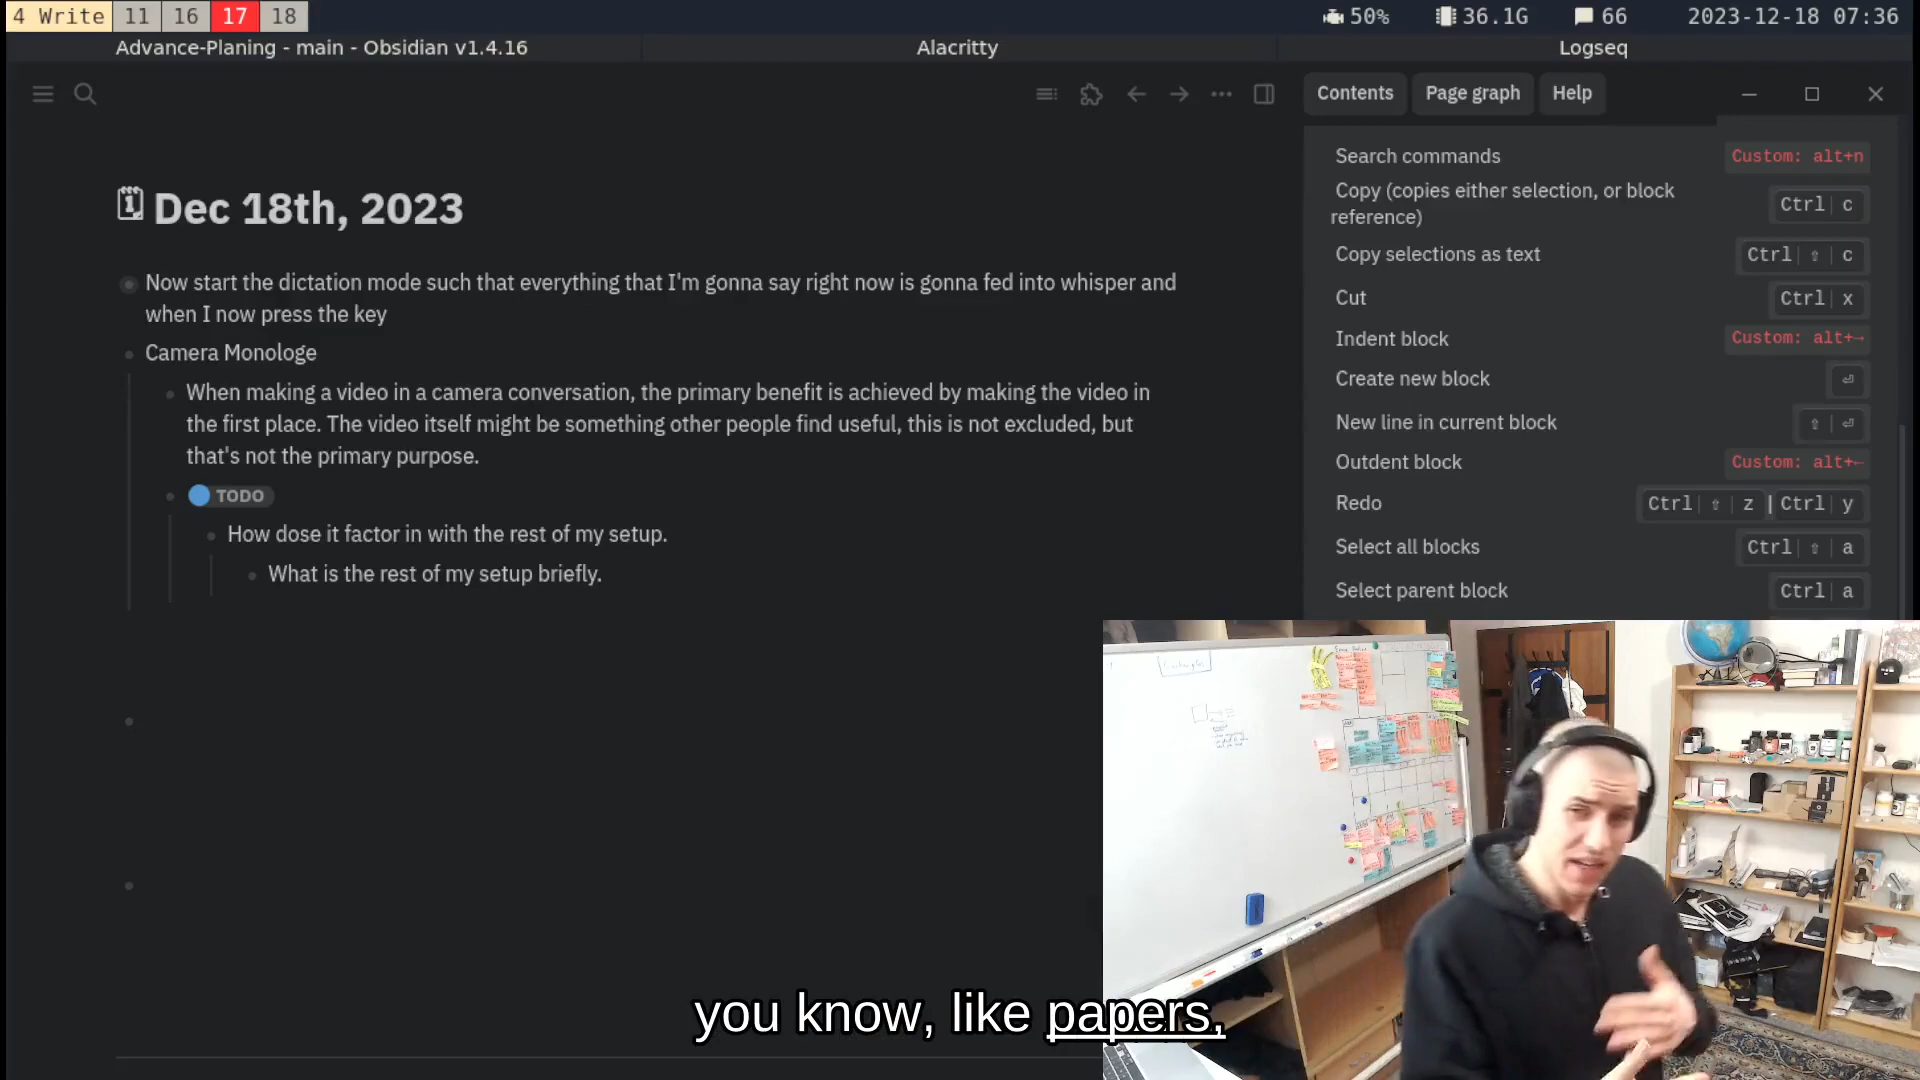 4 Write 11 16 17 18
50% 36.1G 66 2023-12-18 07:36
Advance-Planing - main - Obsidian v1.4.16
Alacritty
Logseq
Contents Page graph Help
Dec 18th, 2023
Now start the dictation mode such that everything that I'm gonna say right now is gonna fed into whisper and
when I now press the key
Camera Monologe
When making a video in a camera conversation, the primary benefit is achieved by making the video in
the first place. The video itself might be something other people find useful, this is not excluded, but
that's not the primary purpose.
TODO
How dose it factor in with the rest of my setup.
What is the rest of my setup briefly.
Search commands Custom: alt+n
Copy (copies either selection, or block
reference) Ctrl c
Copy selections as text Ctrl ⇧ c
Cut Ctrl x
Indent block Custom: alt+→
Create new block ⏎
New line in current block ⇧ ⏎
Outdent block Custom: alt+←
Redo Ctrl ⇧ z | Ctrl y
Select all blocks Ctrl ⇧ a
Select parent block Ctrl a
you know, like papers,